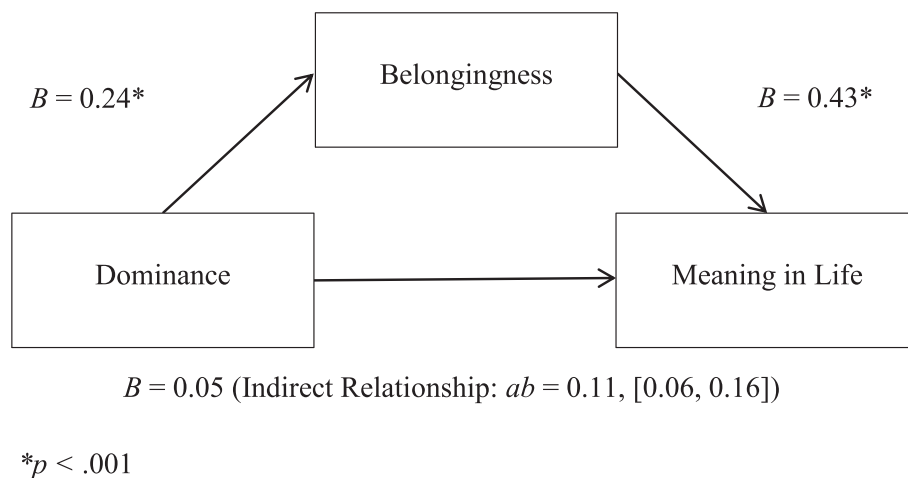 Belongingness
B = 0.24*
B = 0.43*
Dominance
Meaning in Life
B = 0.05 (Indirect Relationship: ab = 0.11, [0.06, 0.16])
*p < .001